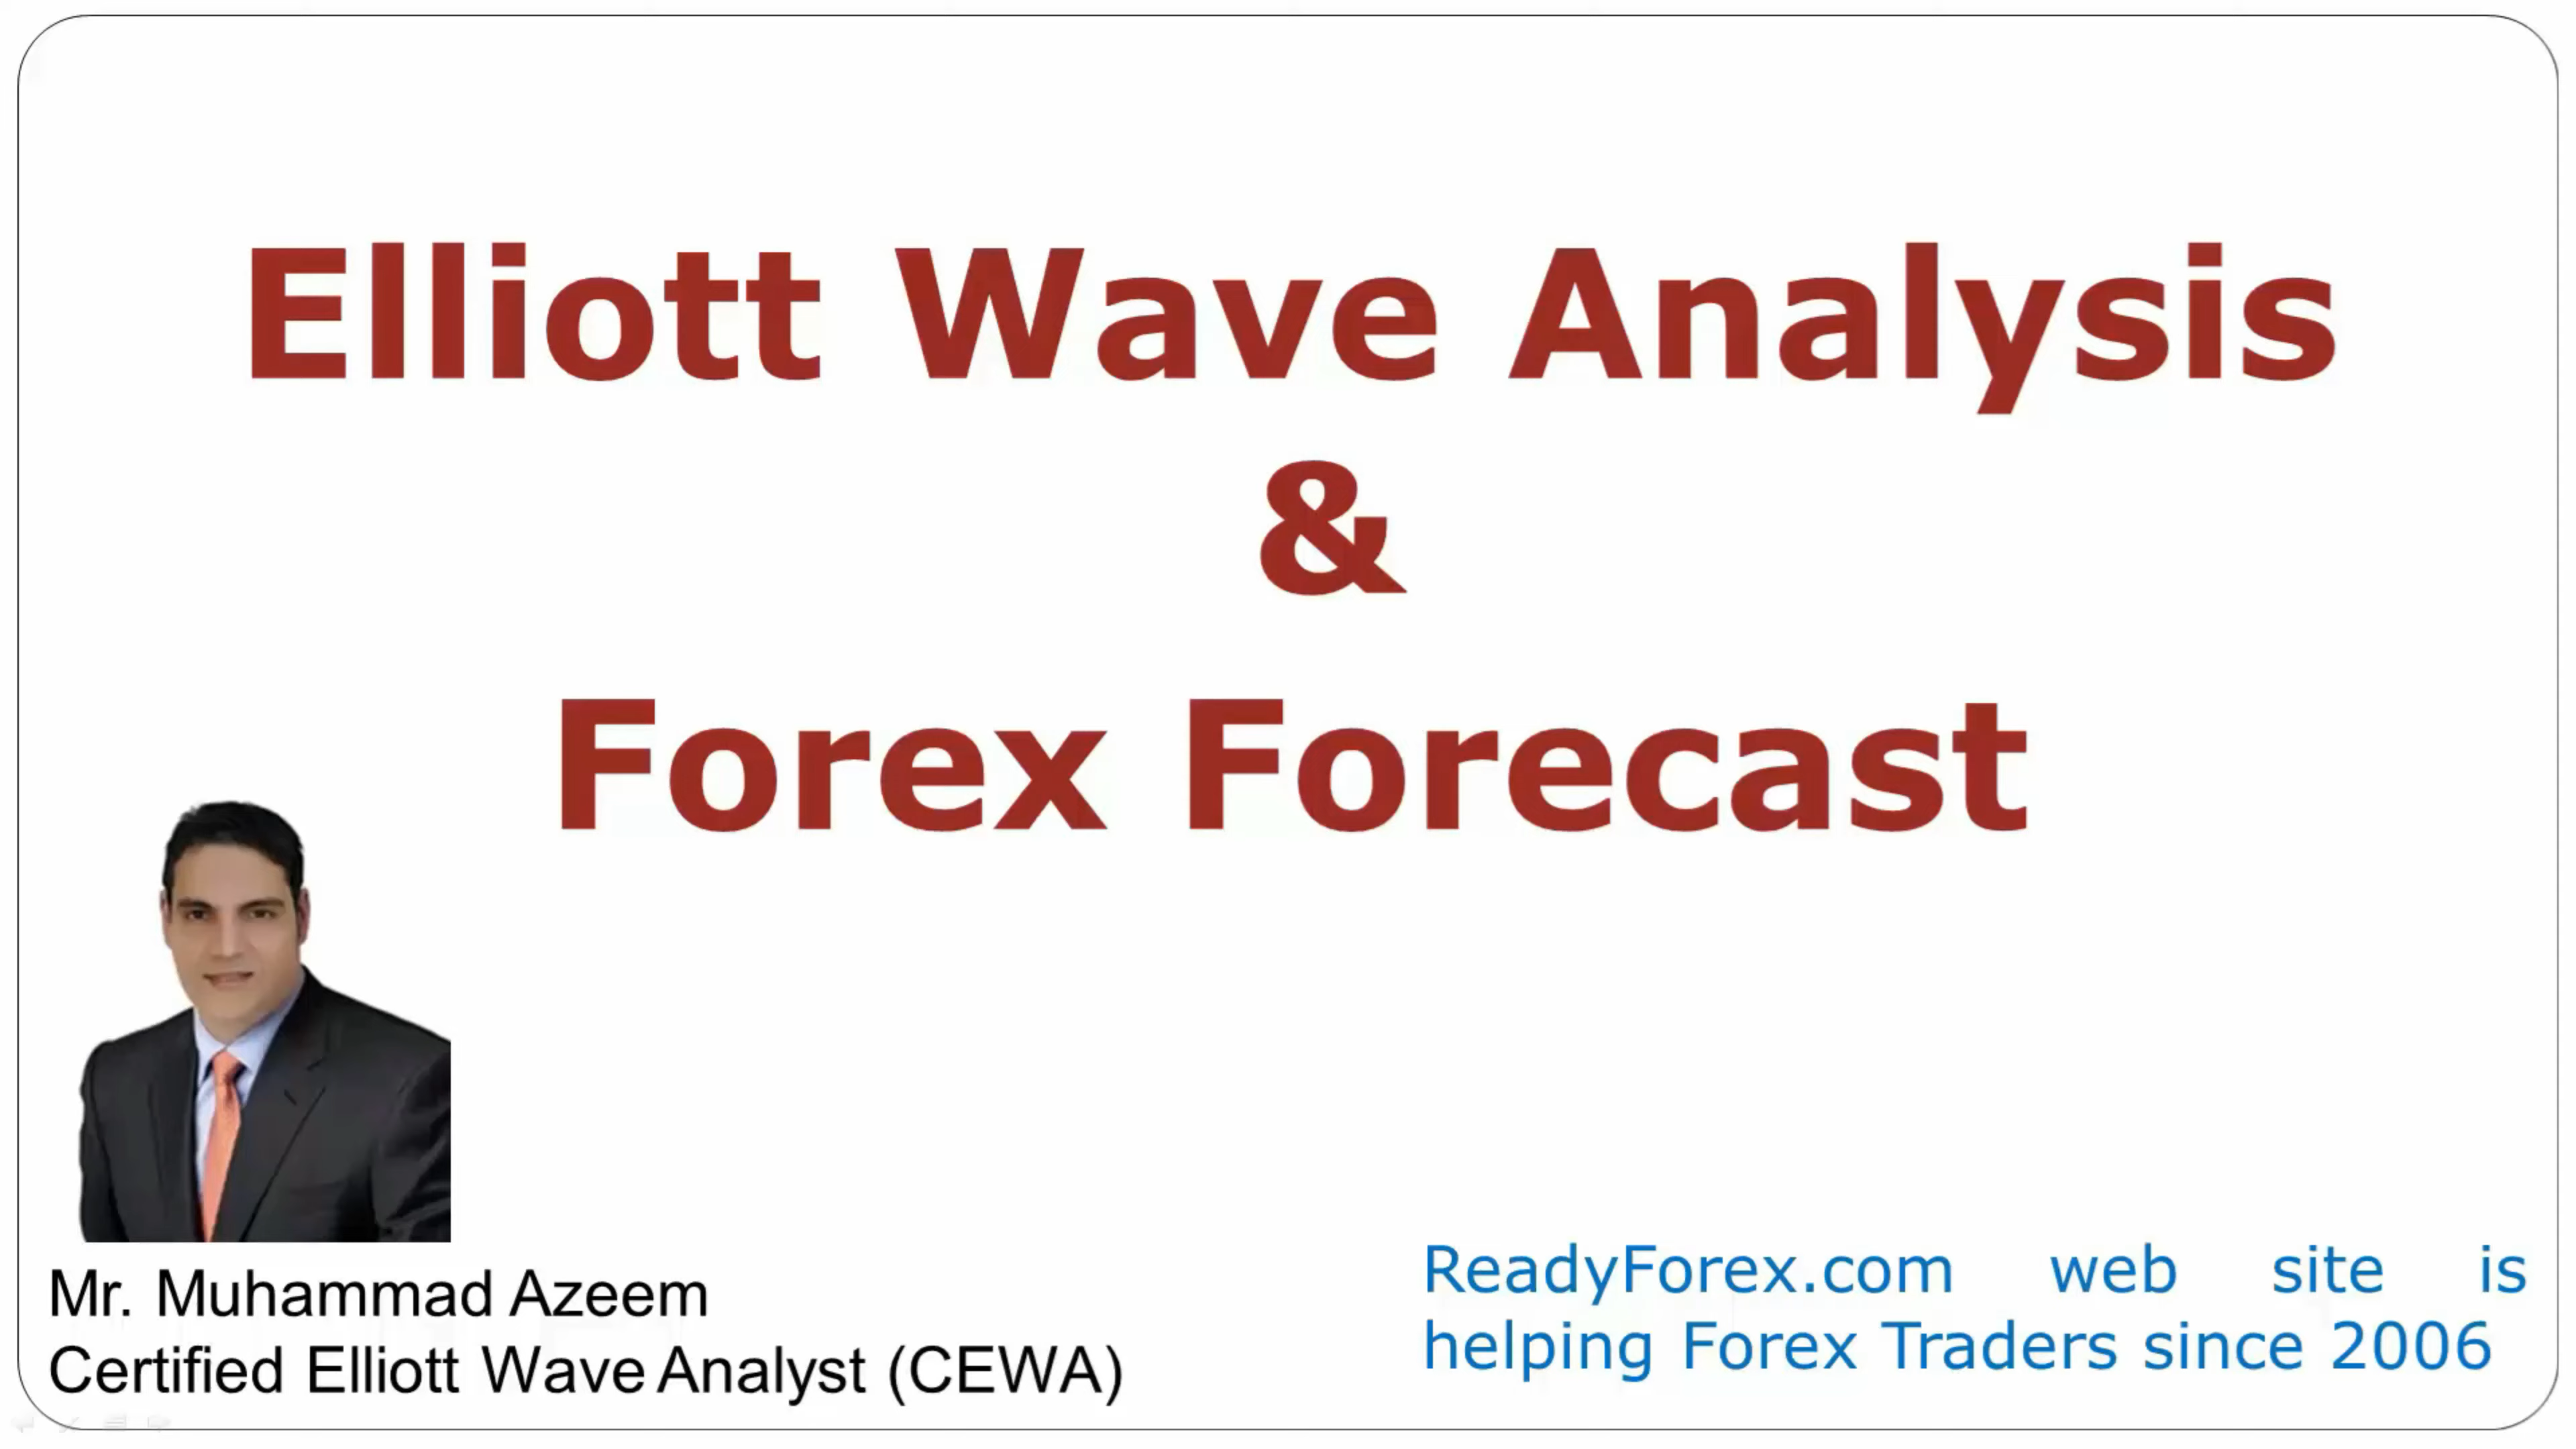 Elliott Wave Analysis
&
Forex Forecast
Mr. Muhammad Azeem
Certified Elliott Wave Analyst (CEWA)
ReadyForex.com web site is
helping Forex Traders since 2006